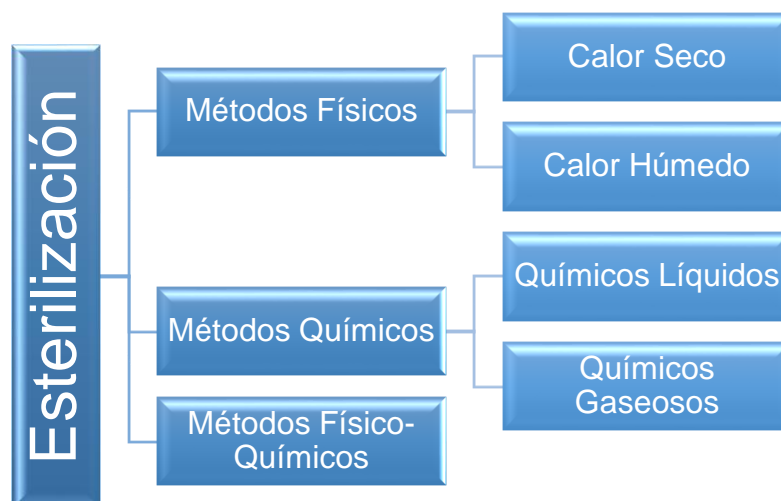 Esterilización
Métodos Físicos
Calor Seco
Calor Húmedo
Métodos Químicos
Químicos Líquidos
Químicos
Gaseosos
Métodos Físico-
Químicos